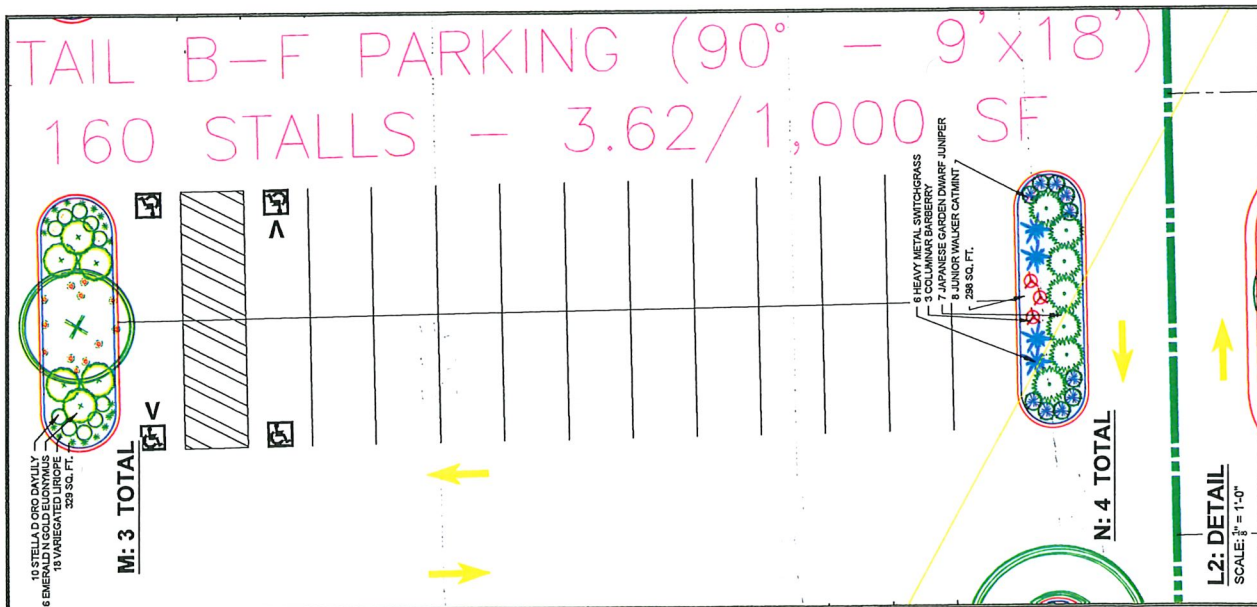 TAIL B-F PARKING (90° - 9'x18')
160 STALLS - 3.62/1,000 SF
6 HEAVY METAL SWITCHGRASS
3 COLUMNAR BARBERRY
7 JAPANESE GARDEN DWARF JUNIPER
8 JUNIOR WALKER CATMINT
298 SQ. FT.
10 STELLA D ORO DAYLILY
6 EMERALD N GOLD EUONYMUS
18 VARIEGATED LIRIOPE
329 SQ. FT.
M: 3 TOTAL
N: 4 TOTAL
L2: DETAIL
SCALE: 1/8" = 1'-0"